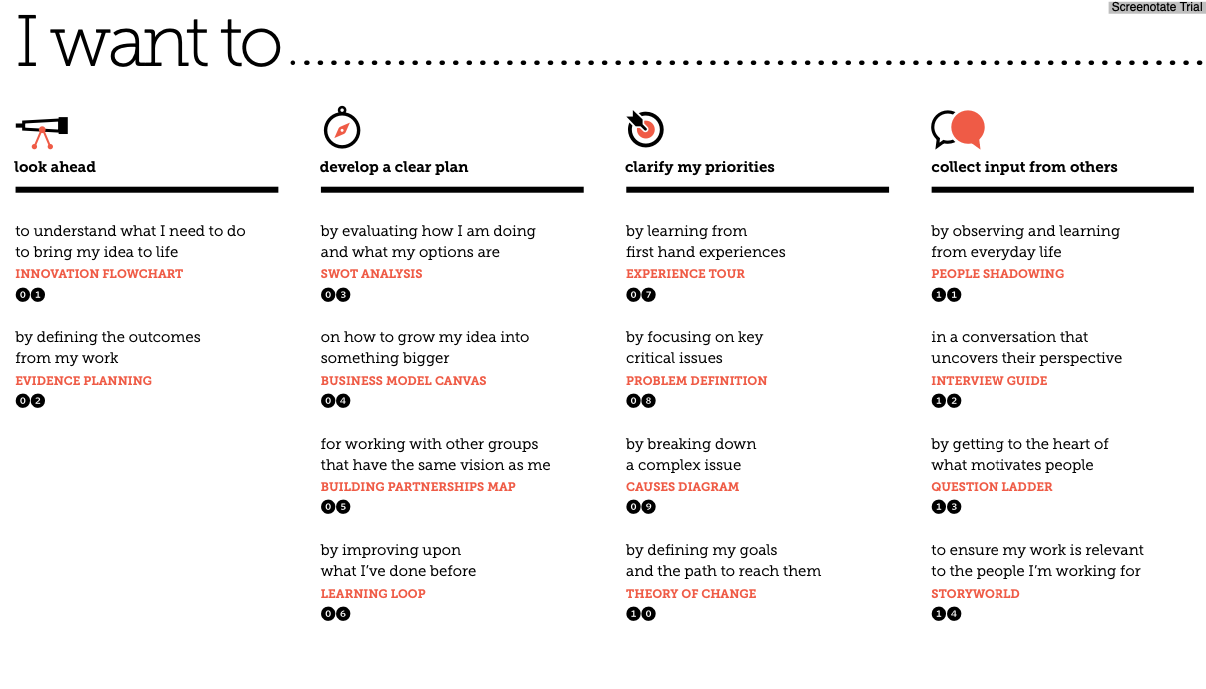 Screenotate Trial
I want to
look ahead
to understand what I need to do
to bring my idea to life
INNOVATION FLOWCHART
01
by defining the outcomes
from my work
EVIDENCE PLANNING
02
develop a clear plan
by evaluating how I am doing
and what my options are
SWOT ANALYSIS
03
on how to grow my idea into
something bigger
BUSINESS MODEL CANVAS
04
for working with other groups
that have the same vision as me
BUILDING PARTNERSHIPS MAP
05
by improving upon
what I've done before
LEARNING LOOP
06
clarify my priorities
by learning from
first hand experiences
EXPERIENCE TOUR
07
by focusing on key
critical issues
PROBLEM DEFINITION
08
by breaking down
a complex issue
CAUSES DIAGRAM
09
by defining my goals
and the path to reach them
THEORY OF CHANGE
10
collect input from others
by observing and learning
from everyday life
PEOPLE SHADOWING
11
in a conversation that
uncovers their perspective
INTERVIEW GUIDE
12
by getting to the heart of
what motivates people
QUESTION LADDER
13
to ensure my work is relevant
to the people I'm working for
STORYWORLD
14